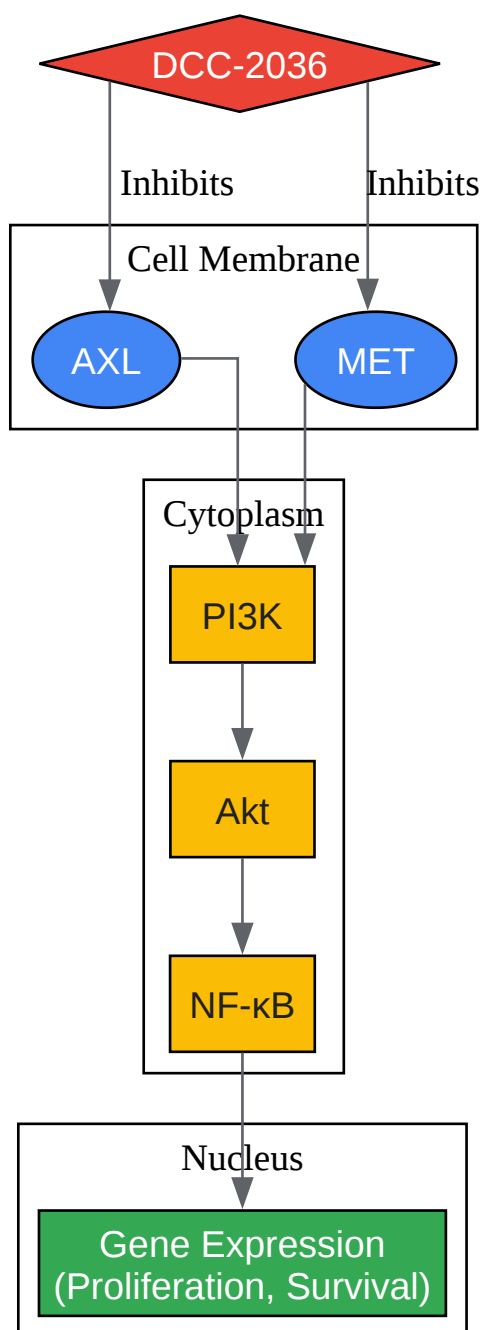 DCC-2036
Inhibits
Inhibits
Cell Membrane
AXL
MET
Cytoplasm
PI3K
Akt
NF-κB
Nucleus
Gene Expression
(Proliferation, Survival)